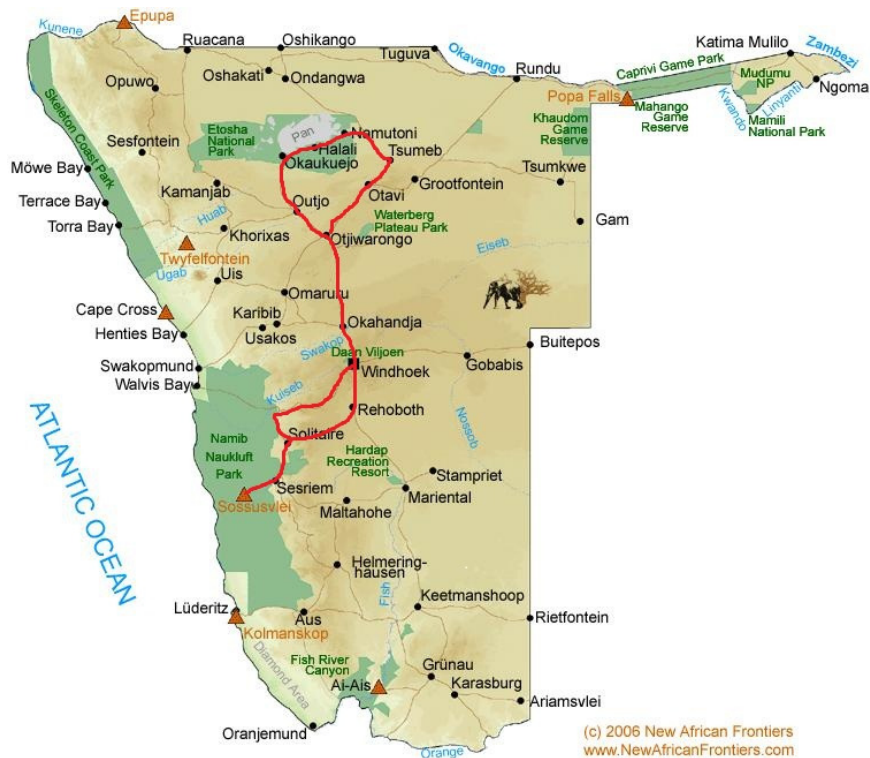 Epupa
Kunene
Ruacana
Oshikango
Tuguva
Okavango
Katima Mulilo
Zambezi
Oshakati
Ondangwa
Rundu
Caprivi Game Park
Mudumu
NP
Opuwo
Popa Falls
Kwando
Linyanti
Ngoma
Skeleton Coast Park
Etosha
National
Park
Pan
Namutoni
Khaudom
Game
Reserve
Mahango
Game
Reserve
Mamili
National Park
Sesfontein
Halali
Okaukuejo
Tsumeb
Möwe Bay
Kamanjab
Otavi
Grootfontein
Tsumkwe
Terrace Bay
Outjo
Torra Bay
Huab
Khorixas
Waterberg
Plateau Park
Gam
Otjiwarongo
Eiseb
Twyfelfontein
Ugab
Uis
Omaruru
Cape Cross
Karibib
Usakos
Okahandja
Henties Bay
Swakop
Daan Viljoen
Buitepos
Swakopmund
Windhoek
Gobabis
Walvis Bay
Kuiseb
Rehoboth
Nossob
ATLANTIC OCEAN
Namib
Naukluft
Park
Solitaire
Hardap
Recreation
Resort
Stampriet
Sesriem
Mariental
Sossusvlei
Maltahohe
Helmering-
hausen
Fish
Keetmanshoop
Lüderitz
Aus
Rietfontein
Kolmanskop
Diamond Area
Fish River
Canyon
Grünau
Ai-Ais
Karasburg
Ariamsvlei
Oranjemund
Orange
(c) 2006 New African Frontiers
www.NewAfricanFrontiers.com